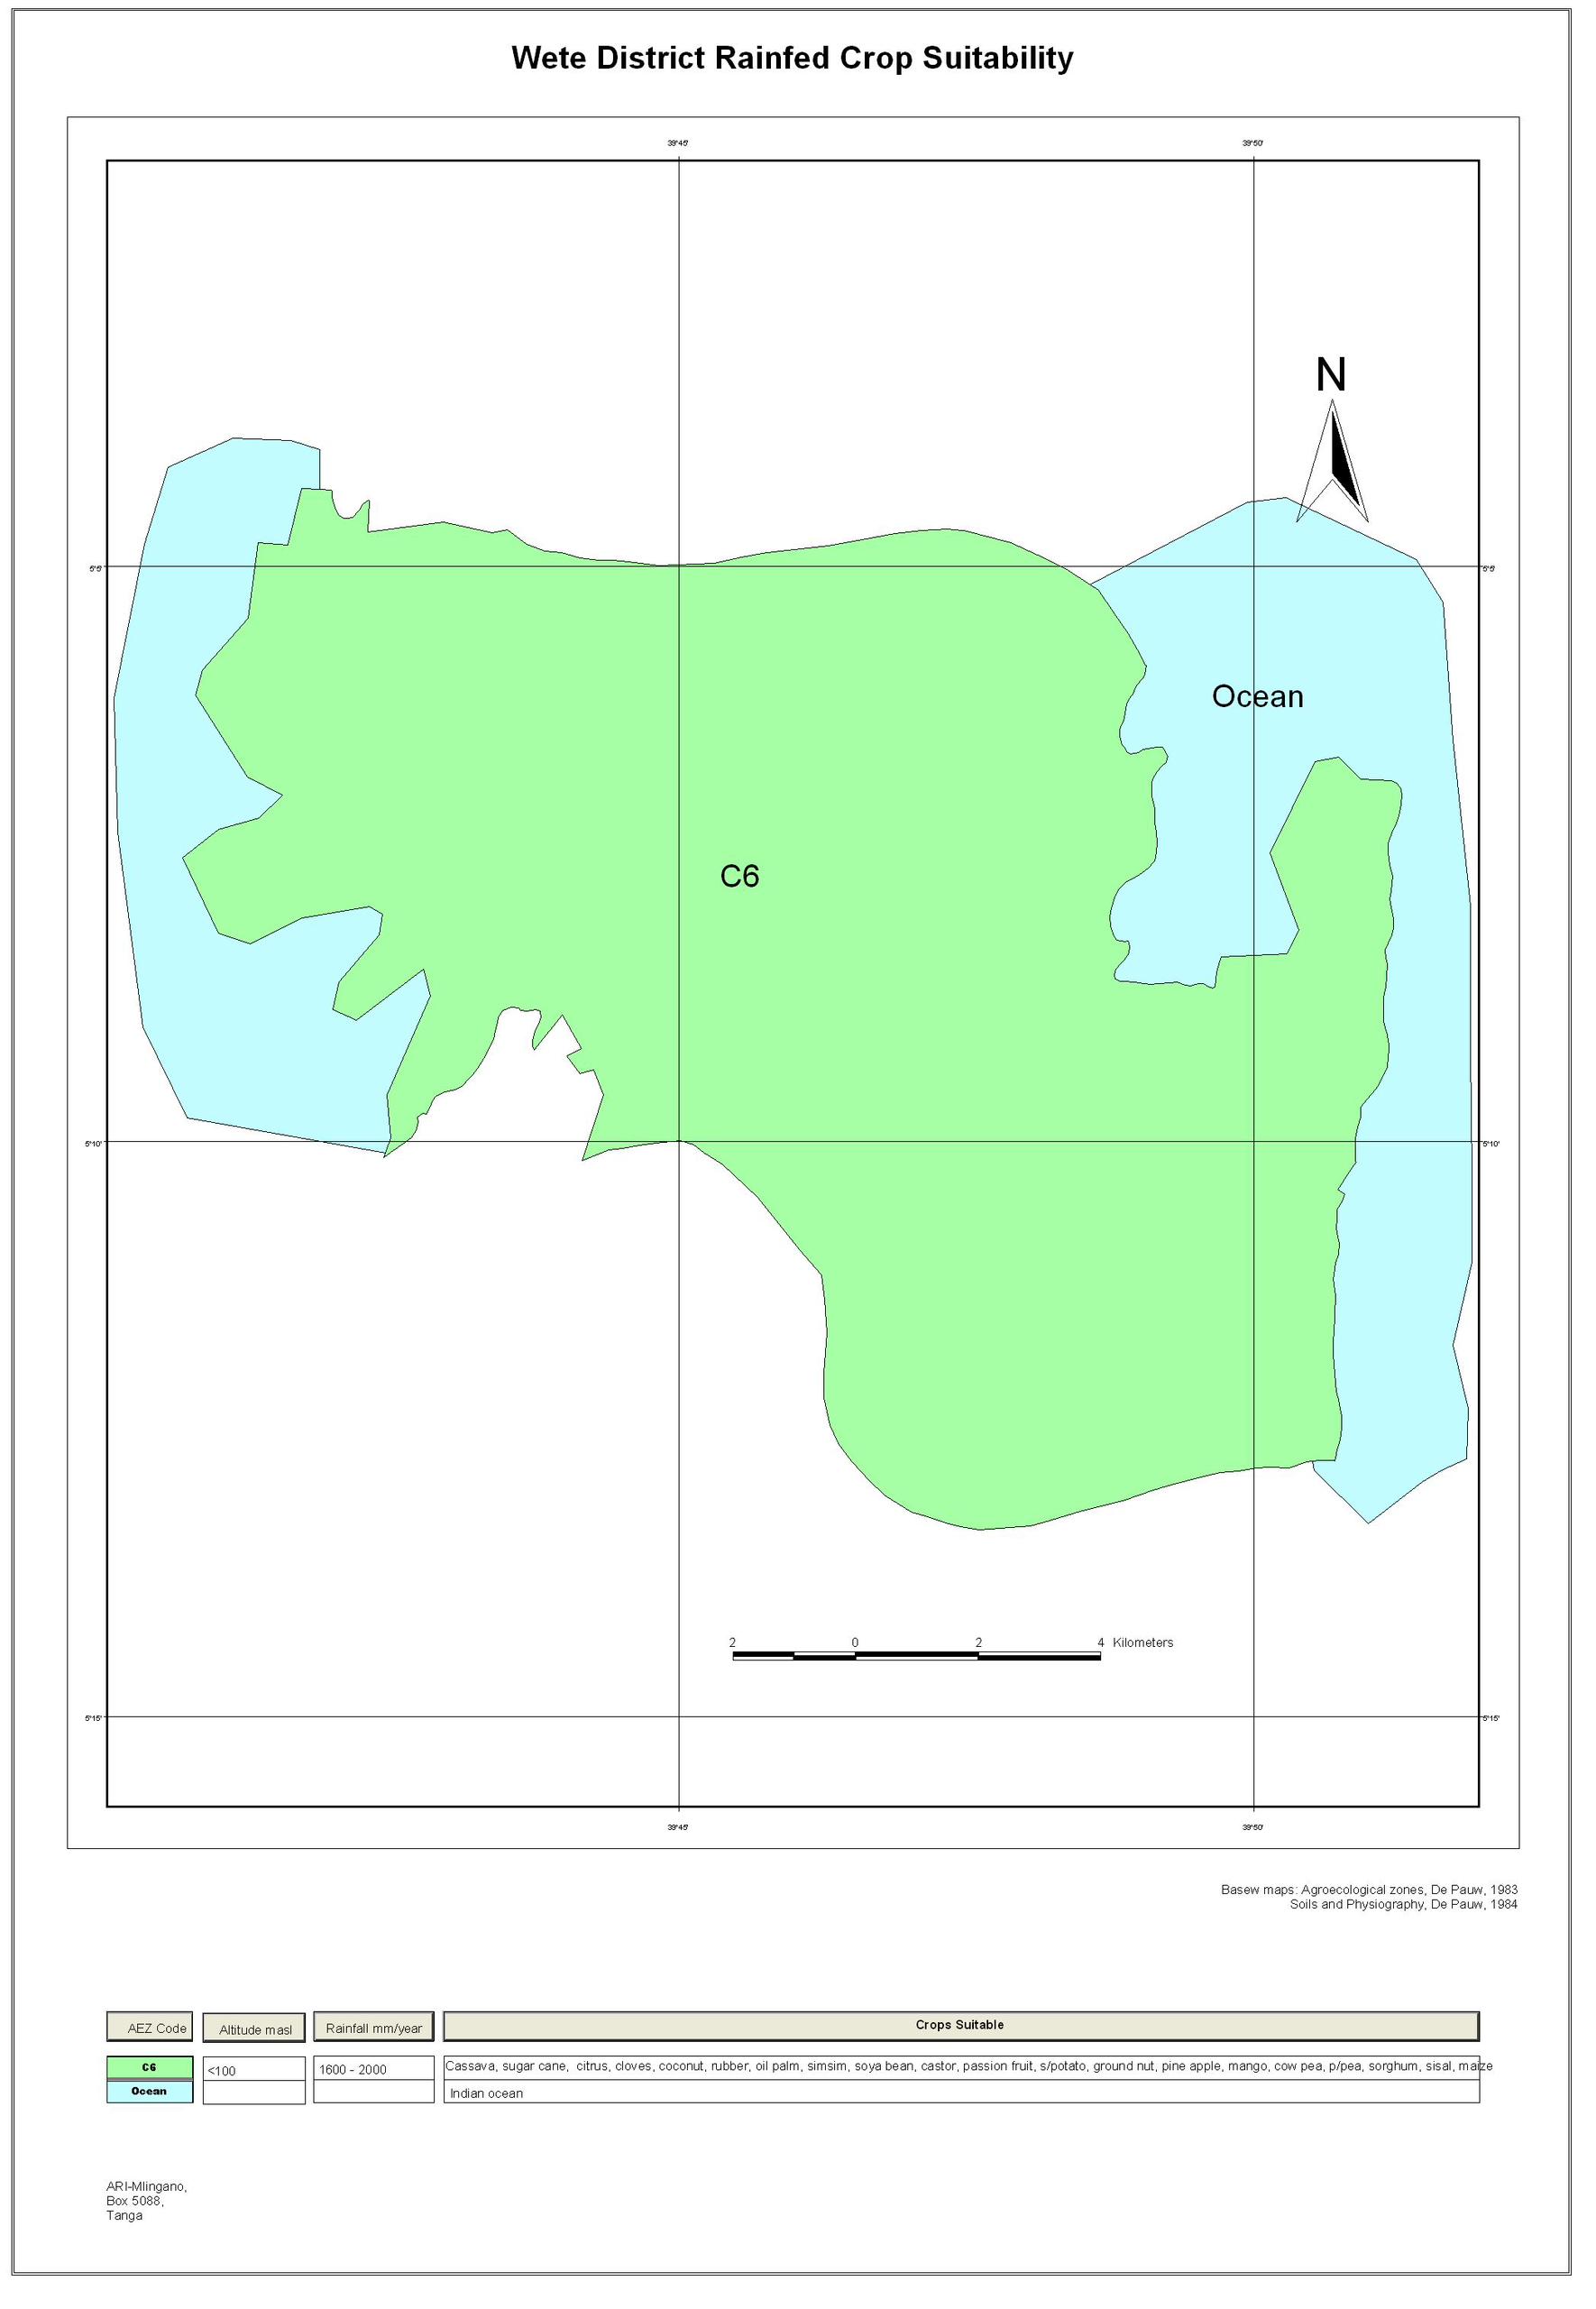 Wete District Rainfed Crop Suitability
39°45' 39°50'
N
5°5' 5°5'
Ocean
C6
5°10' 5°10'
2 0 2 4 Kilometers
5°15' 5°15'
39°45' 39°50'
Basew maps: Agroecological zones, De Pauw, 1983
Soils and Physiography, De Pauw, 1984
AEZ Code Altitude masl Rainfall mm/year Crops Suitable
C6 <100 1600 - 2000 Cassava, sugar cane, citrus, cloves, coconut, rubber, oil palm, simsim, soya bean, castor, passion fruit, s/potato, ground nut, pine apple, mango, cow pea, p/pea, sorghum, sisal, maize
Ocean Indian ocean
ARI-Mlingano,
Box 5088,
Tanga